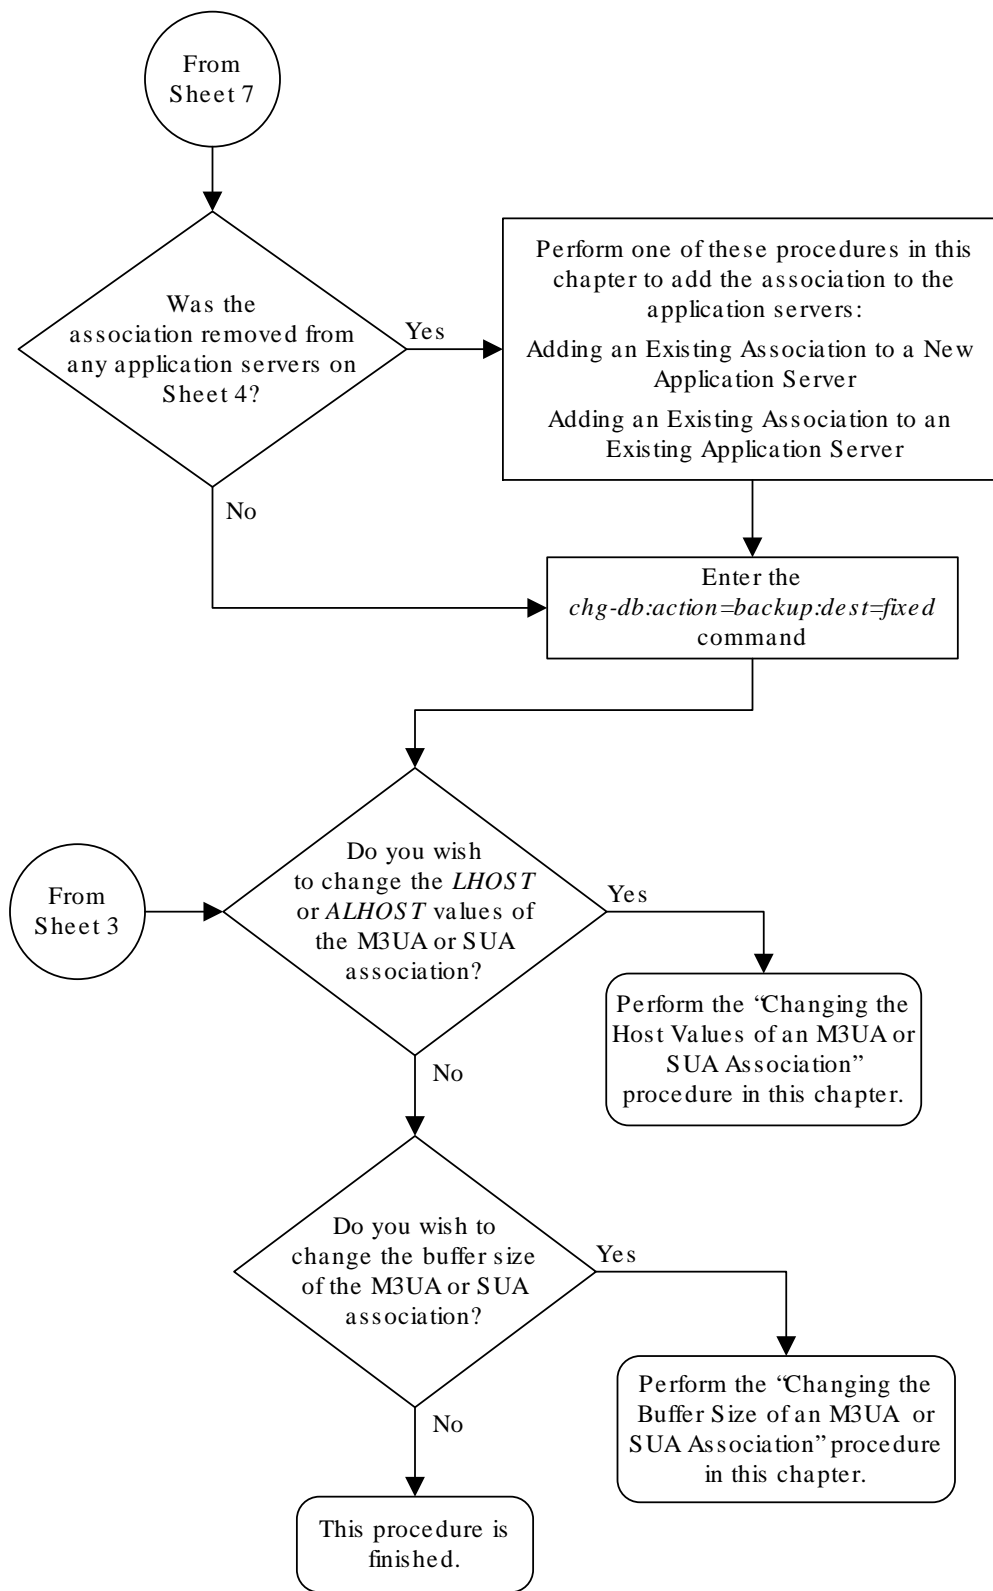 From
Sheet 7
Was the
association removed from
any application servers on
Sheet 4?
Yes
No
Perform one of these procedures in this
chapter to add the association to the
application servers:
Adding an Existing Association to a New
Application Server
Adding an Existing Association to an
Existing Application Server
Enter the
chg-db:action=backup:dest=fixed
command
From
Sheet 3
Do you wish
to change the LHOST
or ALHOST values of
the M3UA or SUA
association?
Yes
No
Perform the “Changing the
Host Values of an M3UA or
SUA Association”
procedure in this chapter.
Do you wish to
change the buffer size
of the M3UA or SUA
association?
Yes
No
Perform the “Changing the
Buffer Size of an M3UA or
SUA Association” procedure
in this chapter.
This procedure is
finished.